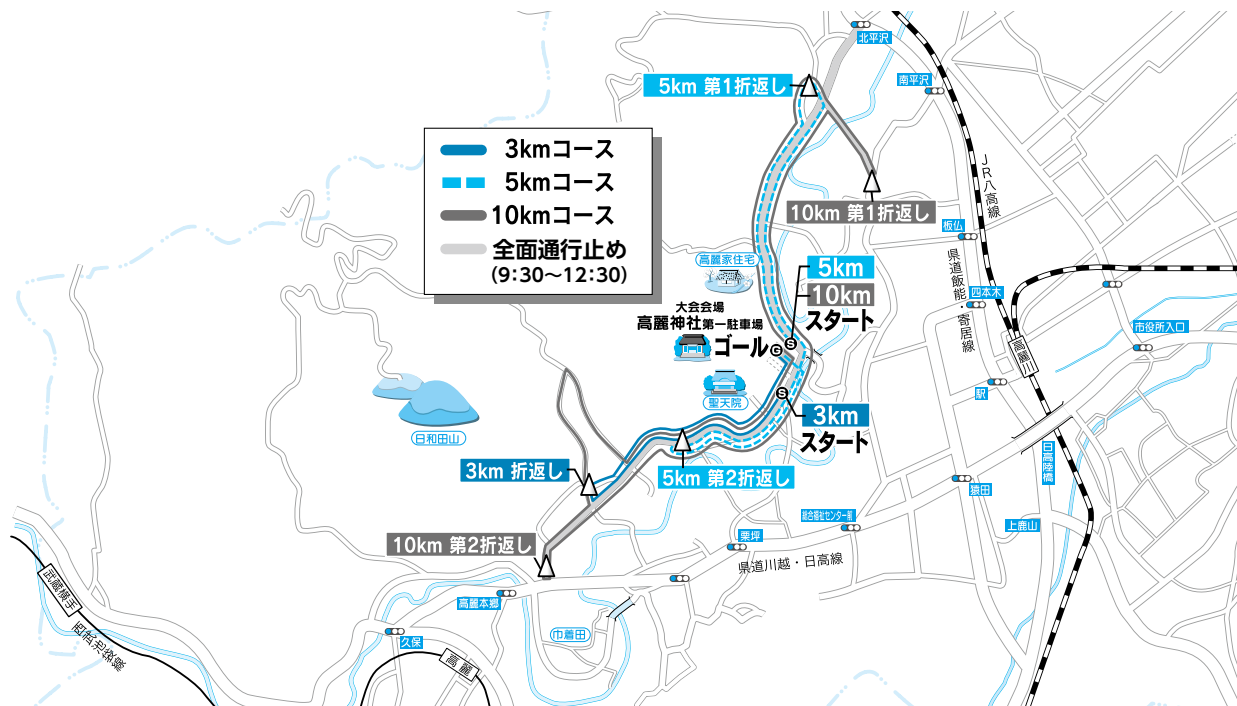 北平沢
5km 第1折返し
南平沢
3kmコース
5kmコース
10kmコース
全面通行止め
(9:30〜12:30)
JR八高線
10km 第1折返し
板仏
県道飯能・寄居線
高麗家住宅
5km
10km
スタート
四本木
大会会場
高麗神社第一駐車場
ゴール
G
S
市役所入口
高麗川
駅
聖天院
S
3km
スタート
日和田山
3km 折返し
5km 第2折返し
日高陸橋
猿田
総合福祉センター前
上鹿山
栗坪
10km 第2折返し
県道川越・日高線
高麗本郷
武蔵横手
西武池袋線
久保
巾着田
高麗